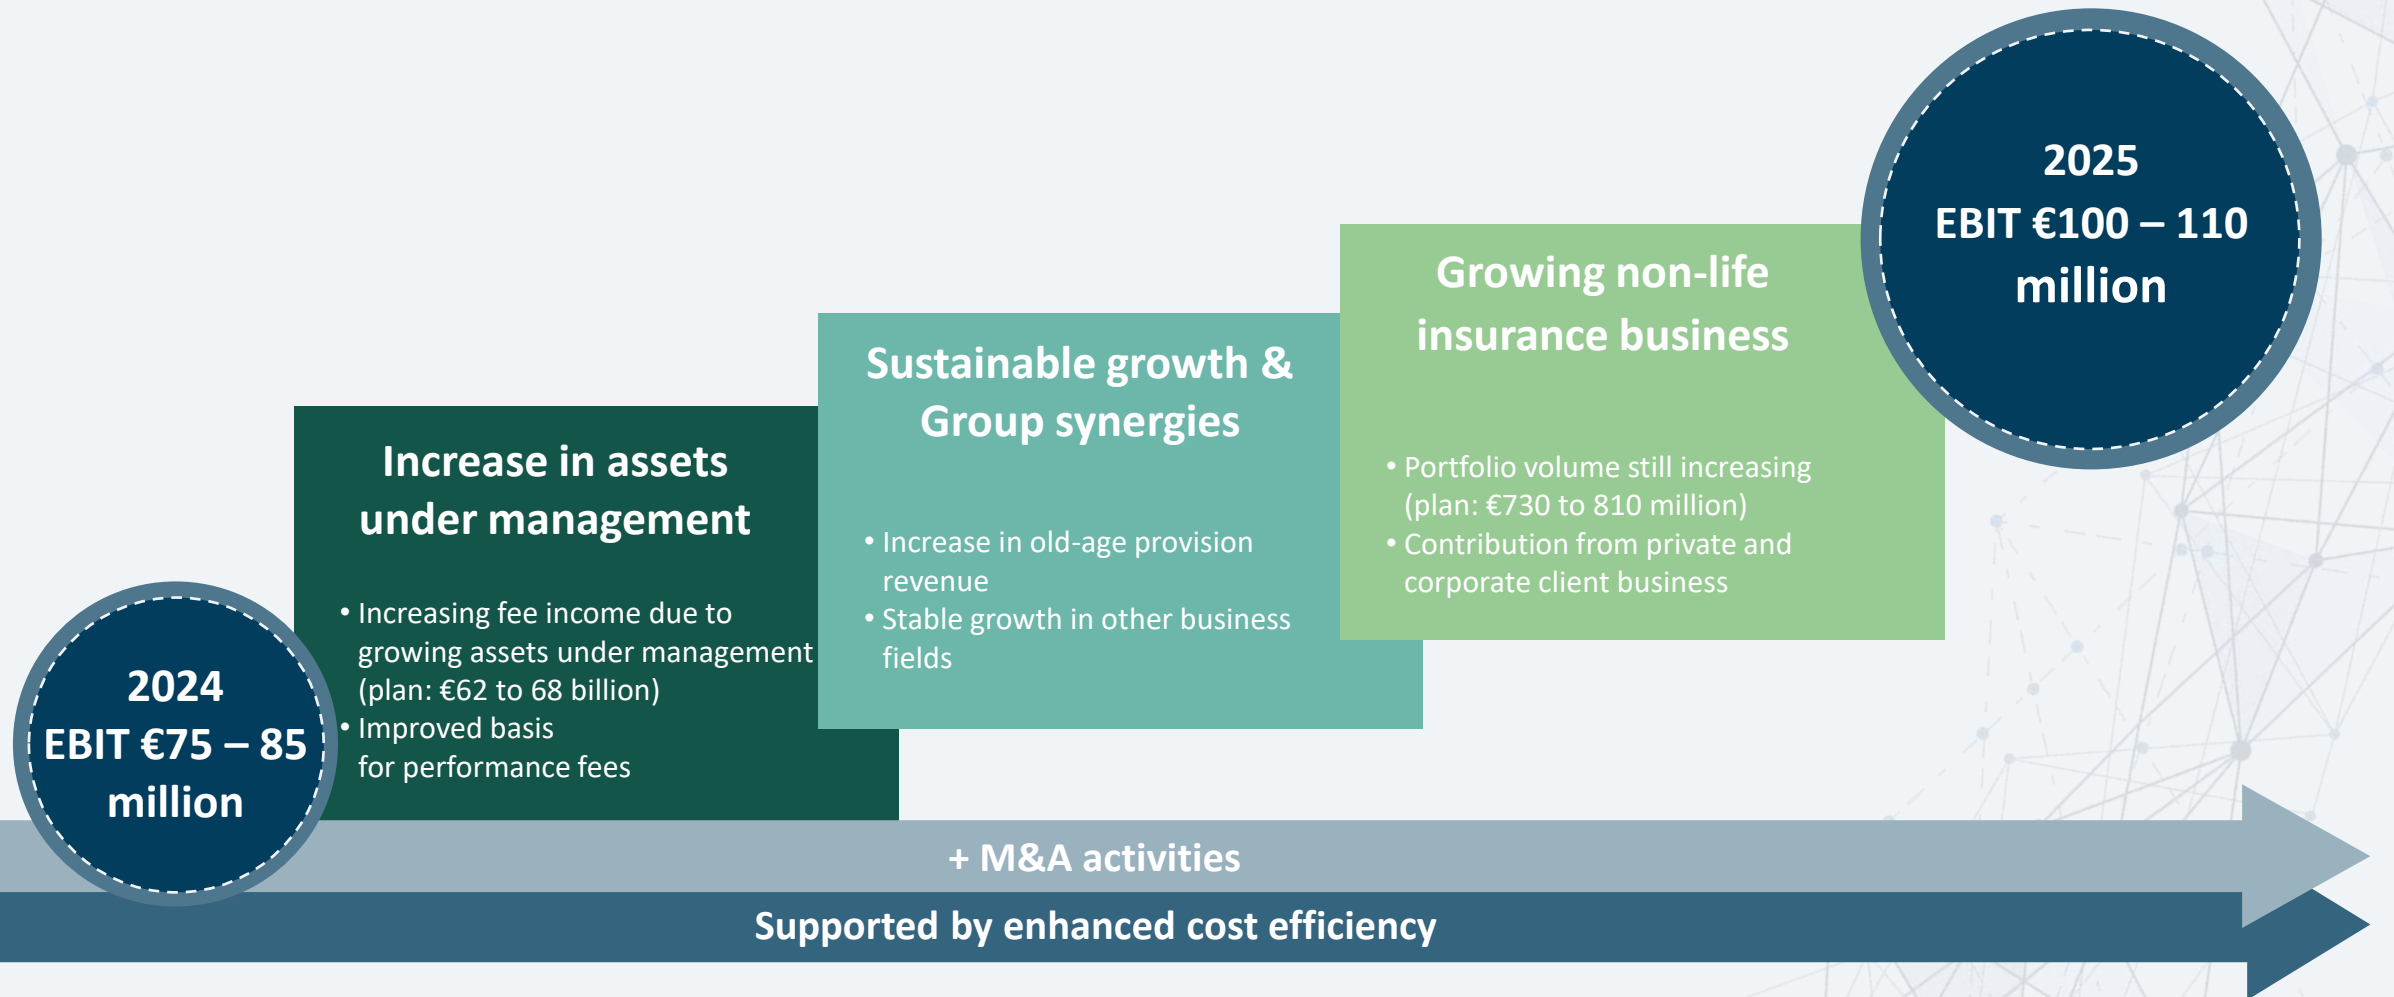 2024
EBIT €75 – 85
million
Increase in assets
under management
• Increasing fee income due to
growing assets under management
(plan: €62 to 68 billion)
• Improved basis
for performance fees
Sustainable growth &
Group synergies
• Increase in old-age provision
revenue
• Stable growth in other business
fields
Growing non-life
insurance business
• Portfolio volume still increasing
(plan: €730 to 810 million)
• Contribution from private and
corporate client business
2025
EBIT €100 – 110
million
+ M&A activities
Supported by enhanced cost efficiency